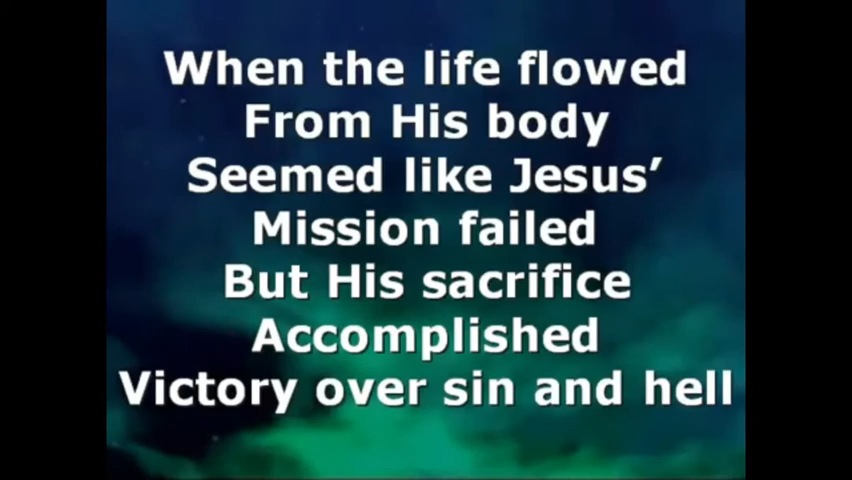 When the life flowed
From His body
Seemed like Jesus’
Mission failed
But His sacrifice
Accomplished
Victory over sin and hell